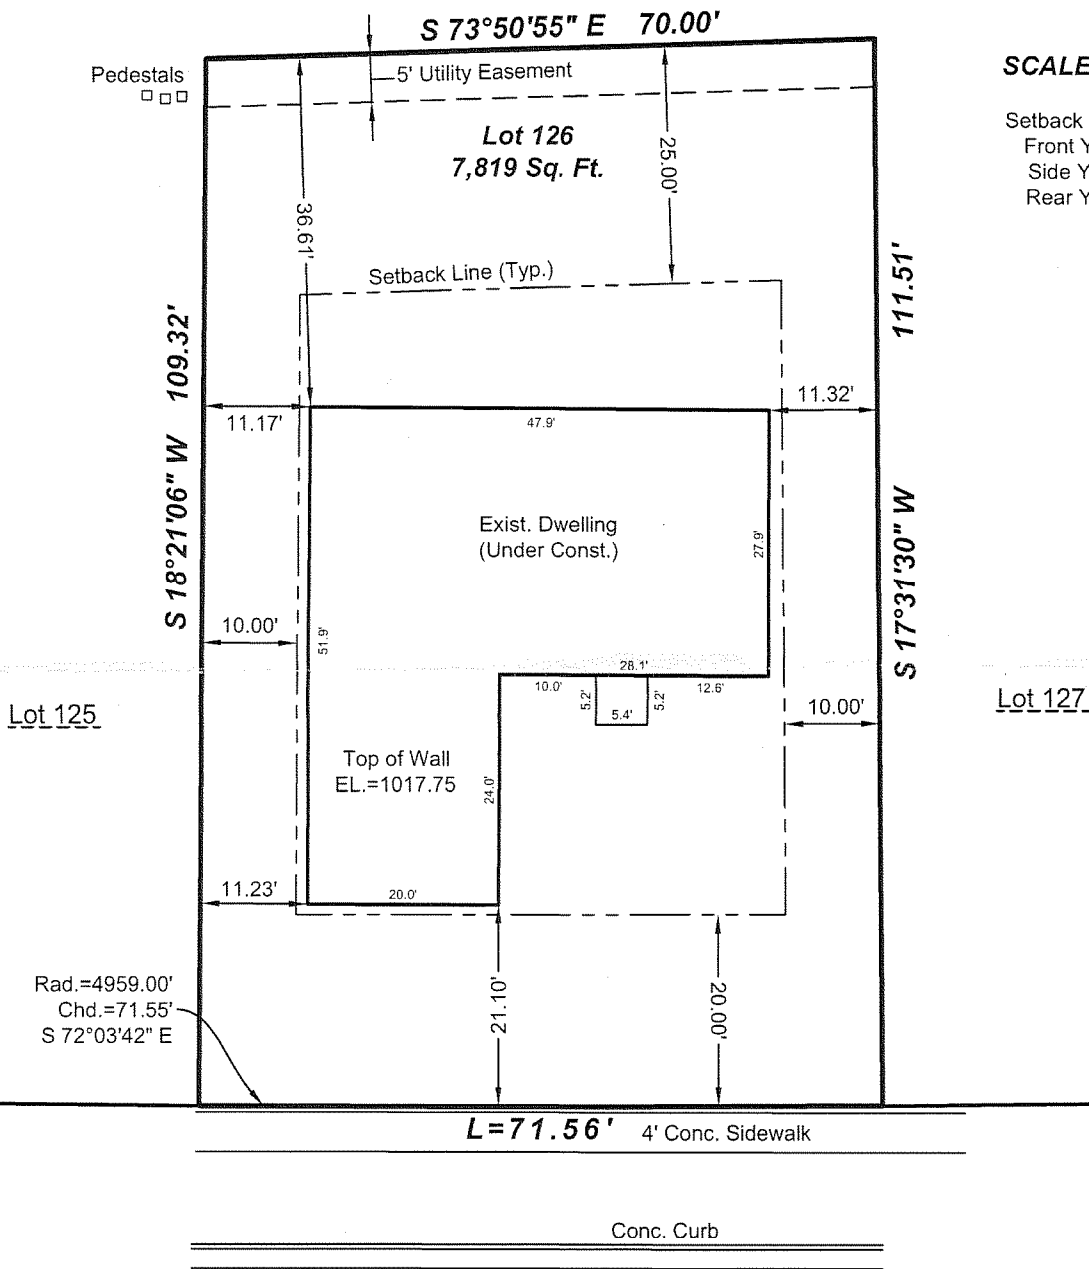 S 73°50'55" E 70.00'
Pedestals
5' Utility Easement
SCALE
Lot 126
7,819 Sq. Ft.
Setback
Front Y
Side Y
Rear Y
25.00'
36.61'
Setback Line (Typ.)
111.51'
S 17°31'30" W
S 18°21'06" W 109.32'
11.17'
47.9'
11.32'
Exist. Dwelling
(Under Const.)
27.9'
10.00'
51.9'
28.1'
10.0'
5.2'
5.4'
5.2'
12.6'
10.00'
Lot 125
Lot 127
Top of Wall
EL.=1017.75
24.0'
11.23'
20.0'
Rad.=4959.00'
Chd.=71.55'
S 72°03'42" E
21.10'
20.00'
L=71.56' 4' Conc. Sidewalk
Conc. Curb